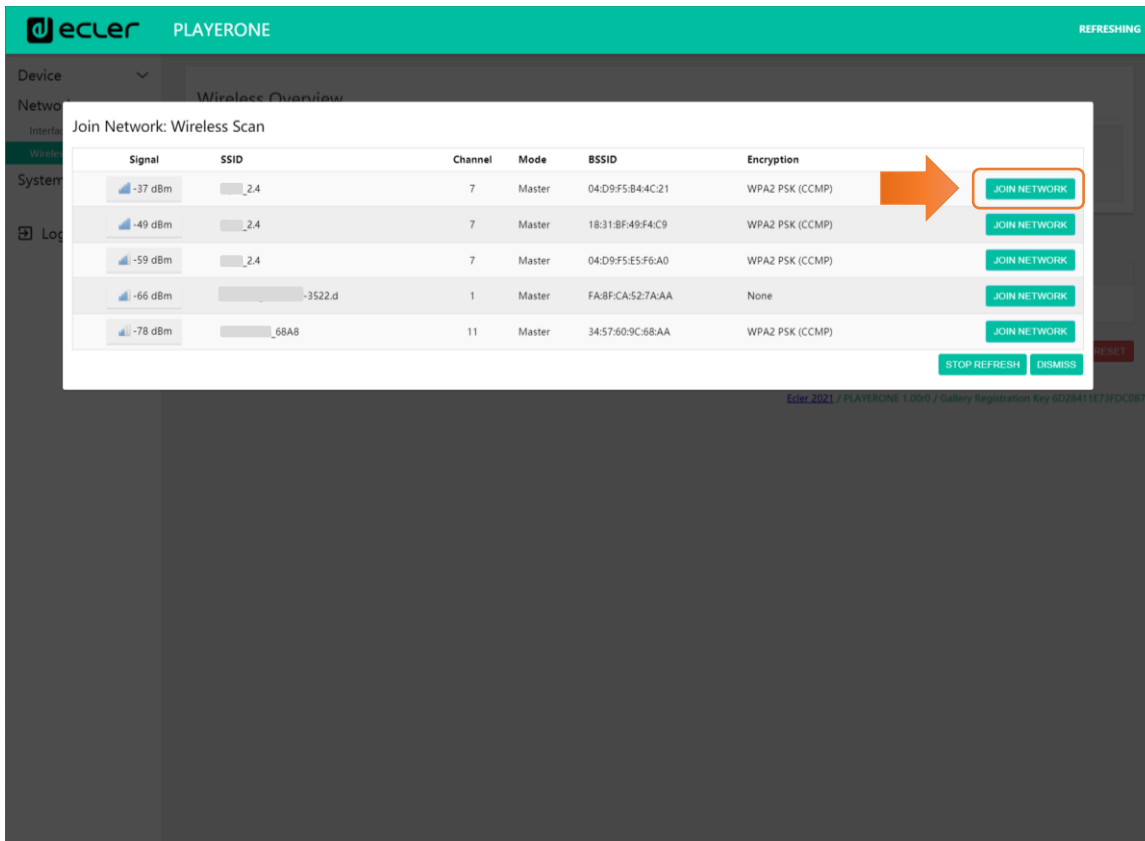 ecler PLAYERONE REFRESHING
Device
Wireless Overview
Join Network: Wireless Scan
Signal SSID Channel Mode BSSID Encryption
-37 dBm _2.4 7 Master 04:D9:F5:B4:4C:21 WPA2 PSK (CCMP) JOIN NETWORK
-49 dBm _2.4 7 Master 18:31:BF:49:F4:C9 WPA2 PSK (CCMP) JOIN NETWORK
-59 dBm _2.4 7 Master 04:D9:F5:E5:F6:A0 WPA2 PSK (CCMP) JOIN NETWORK
-66 dBm -3522.d 1 Master FA:8F:CA:52:7A:AA None JOIN NETWORK
-78 dBm _68A8 11 Master 34:57:60:9C:68:AA WPA2 PSK (CCMP) JOIN NETWORK
System
RESET
STOP REFRESH DISMISS
Ecler 2021 / PLAYERONE 1.00r0 / Gallery Registration Key 6D28411E73FDC087